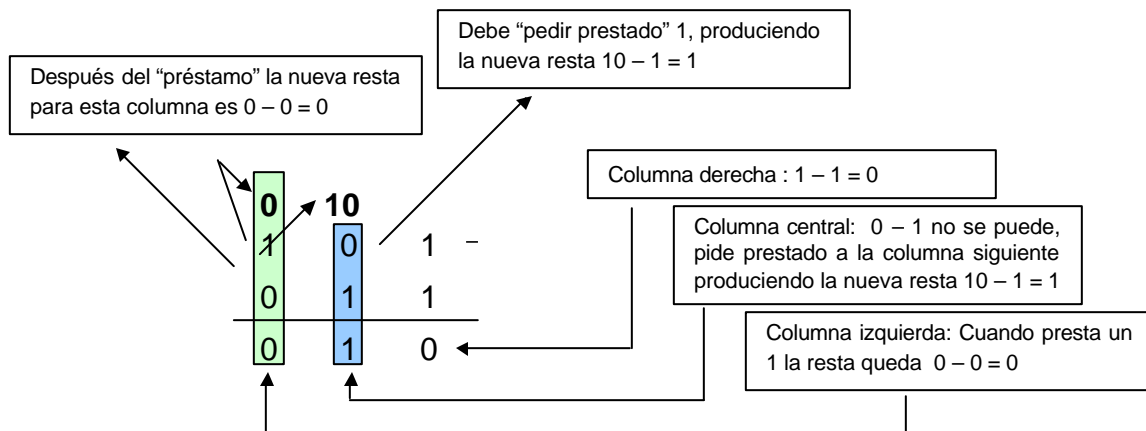 Debe “pedir prestado” 1, produciendo
la nueva resta 10 – 1 = 1
Después del “préstamo” la nueva resta
para esta columna es 0 – 0 = 0
Columna derecha : 1 – 1 = 0
0 10
1 0 1 –
0 1 1
0 1 0
Columna central: 0 – 1 no se puede,
pide prestado a la columna siguiente
produciendo la nueva resta 10 – 1 = 1
Columna izquierda: Cuando presta un
1 la resta queda 0 – 0 = 0